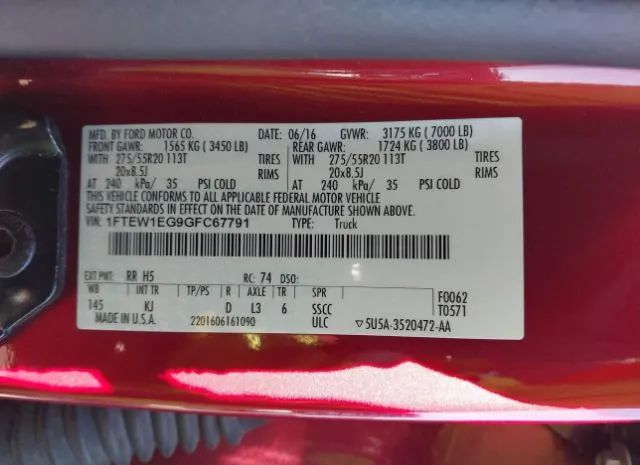 MFD. BY FORD MOTOR CO. DATE: 06/16 GVWR: 3175 KG ( 7000 LB)
FRONT GAWR: 1565 KG ( 3450 LB) REAR GAWR: 1724 KG ( 3800 LB)
WITH 275/55R20 113T TIRES WITH 275/55R20 113T TIRES
20x8.5J RIMS 20x8.5J RIMS
AT 240 kPa/ 35 PSI COLD AT 240 kPa/ 35 PSI COLD
THIS VEHICLE CONFORMS TO ALL APPLICABLE FEDERAL MOTOR VEHICLE
SAFETY STANDARDS IN EFFECT ON THE DATE OF MANUFACTURE SHOWN ABOVE.
VIN: 1FTEW1EG9GFC67791 TYPE: Truck
EXT PNT: RR H5 RC: 74 DSO:
WB INT TR TP/PS R AXLE TR SPR F0062
145 KJ D L3 6 SSCC T0571
MADE IN U.S.A. 2201606161090 ULC ▽5U5A-3520472-AA